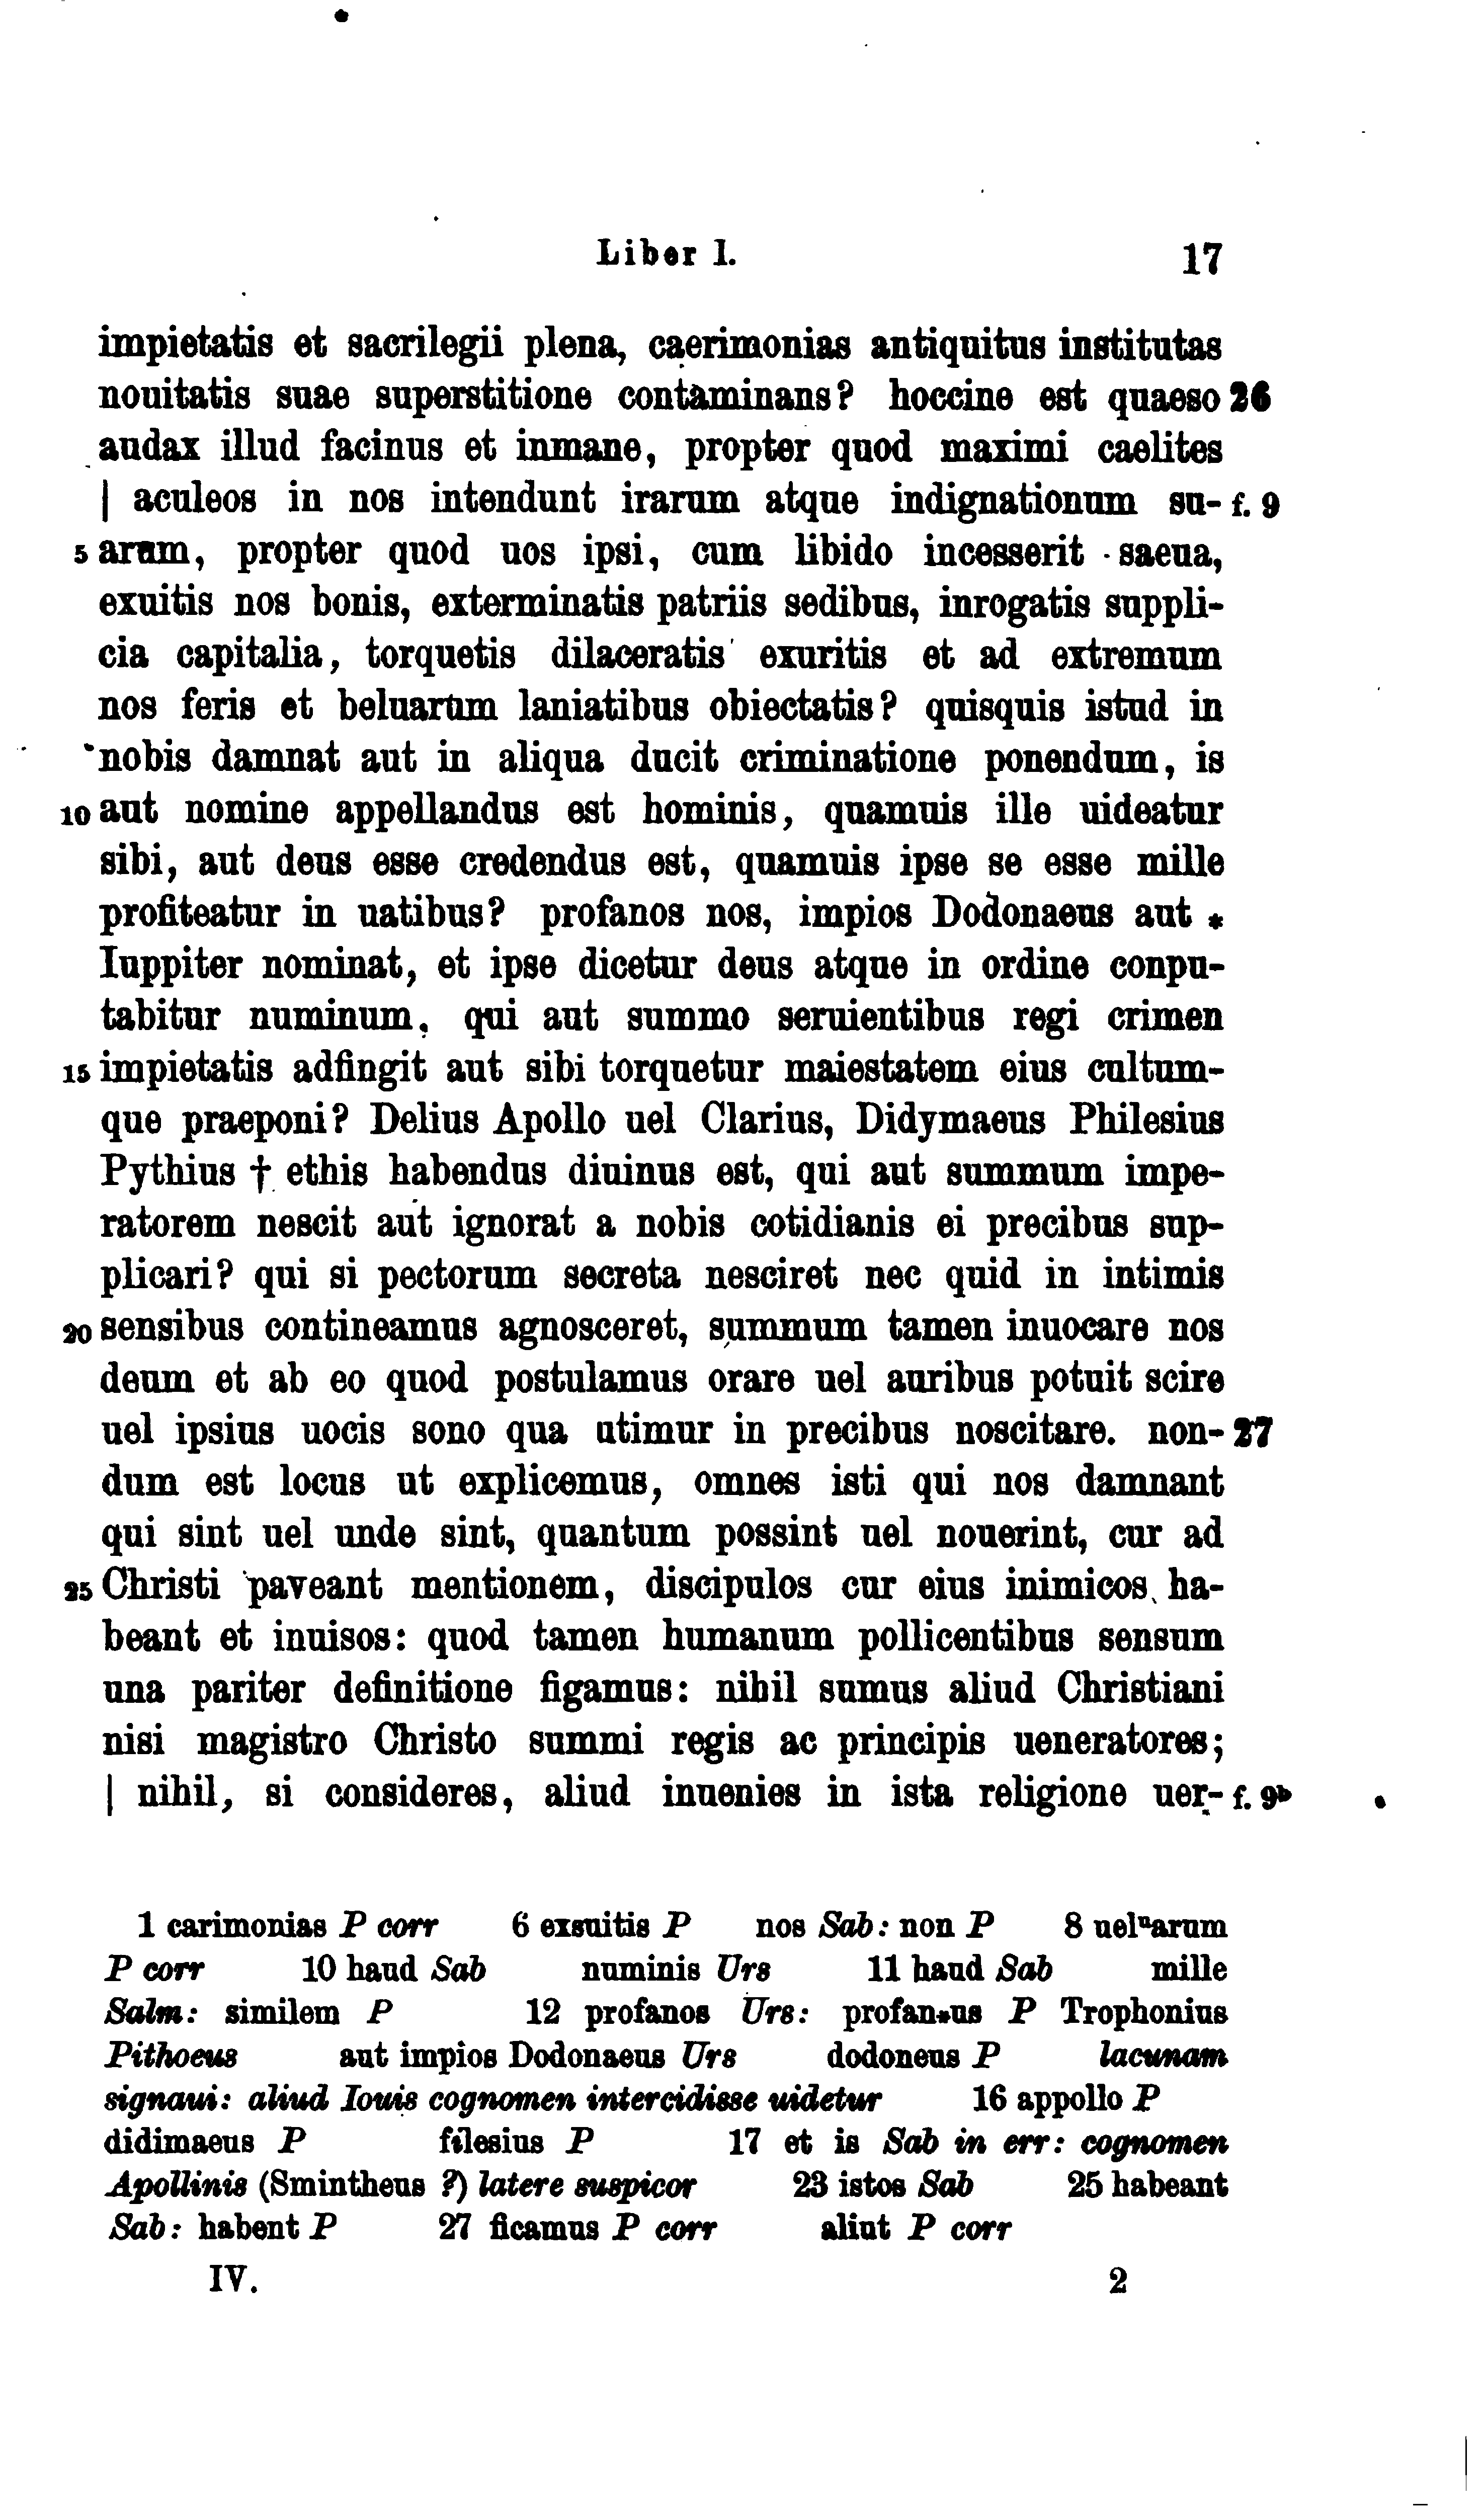 Liber I. 17
impietatis et sacrilegii plena, caerimonias antiquitus institutas
nouitatis suae superstitione contaminans? hoccine est quaeso 26
audax illud facinus et inmane, propter quod maximi caelites
| aculeos in nos intendunt irarum atque indignationum su- f. 9
5 arum, propter quod uos ipsi, cum libido incesserit saeua,
exuitis nos bonis, exterminatis patriis sedibus, inrogatis suppli-
cia capitalia, torquetis dilaceratis exuritis et ad extremum
nos feris et beluarum laniatibus obiectatis? quisquis istud in
nobis damnat aut in aliqua ducit criminatione ponendum, is
10 aut nomine appellandus est hominis, quamuis ille uideatur
sibi, aut deus esse credendus est, quamuis ipse se esse mille
profiteatur in uatibus? profanos nos, impios Dodonaeus aut *
Iuppiter nominat, et ipse dicetur deus atque in ordine conpu-
tabitur numinum, qui aut summo seruientibus regi crimen
15 impietatis adfingit aut sibi torquetur maiestatem eius cultum-
que praeponi? Delius Apollo uel Clarius, Didymaeus Philesius
Pythius † ethis habendus diuinus est, qui aut summum impe-
ratorem nescit aut ignorat a nobis cotidianis ei precibus sup-
plicari? qui si pectorum secreta nesciret nec quid in intimis
20 sensibus contineamus agnosceret, summum tamen inuocare nos
deum et ab eo quod postulamus orare uel auribus potuit scire
uel ipsius uocis sono qua utimur in precibus noscitare. non- 27
dum est locus ut explicemus, omnes isti qui nos damnant
qui sint uel unde sint, quantum possint uel nouerint, cur ad
25 Christi paveant mentionem, discipulos cur eius inimicos ha-
beant et inuisos: quod tamen humanum pollicentibus sensum
una pariter definitione figamus: nihil sumus aliud Christiani
nisi magistro Christo summi regis ac principis ueneratores;
| nihil, si consideres, aliud inuenies in ista religione uer- f. 9b
1 carimonias P corr 6 exsuitis P nos Sab: non P 8 uelⁿarum
P corr 10 haud Sab numinis Urs 11 haud Sab mille
Salm: similem P 12 profanos Urs: profan*us P Trophonius
Pithoeus aut impios Dodonaeus Urs dodoneus P lacunam
signaui: aliud Iouis cognomen intercidisse uidetur 16 appollo P
didimaeus P filesius P 17 et is Sab in err: cognomen
Apollinis (Smintheus ?) latere suspicor 23 istos Sab 25 habeant
Sab: habent P 27 ficamus P corr aliut P corr
IV. 2